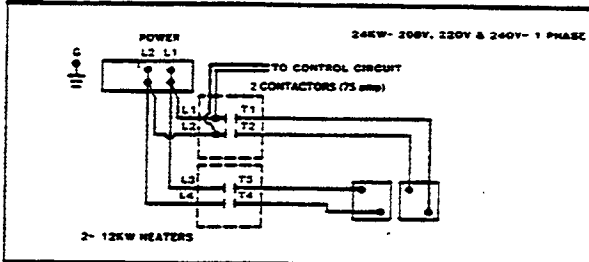 24KW- 208V, 220V & 240V- 1 PHASE
POWER
G
L2 L1
TO CONTROL CIRCUIT
2 CONTACTORS (75 amp)
L1 T1
L2 T2
L3 T3
L4 T4
2- 12KW HEATERS